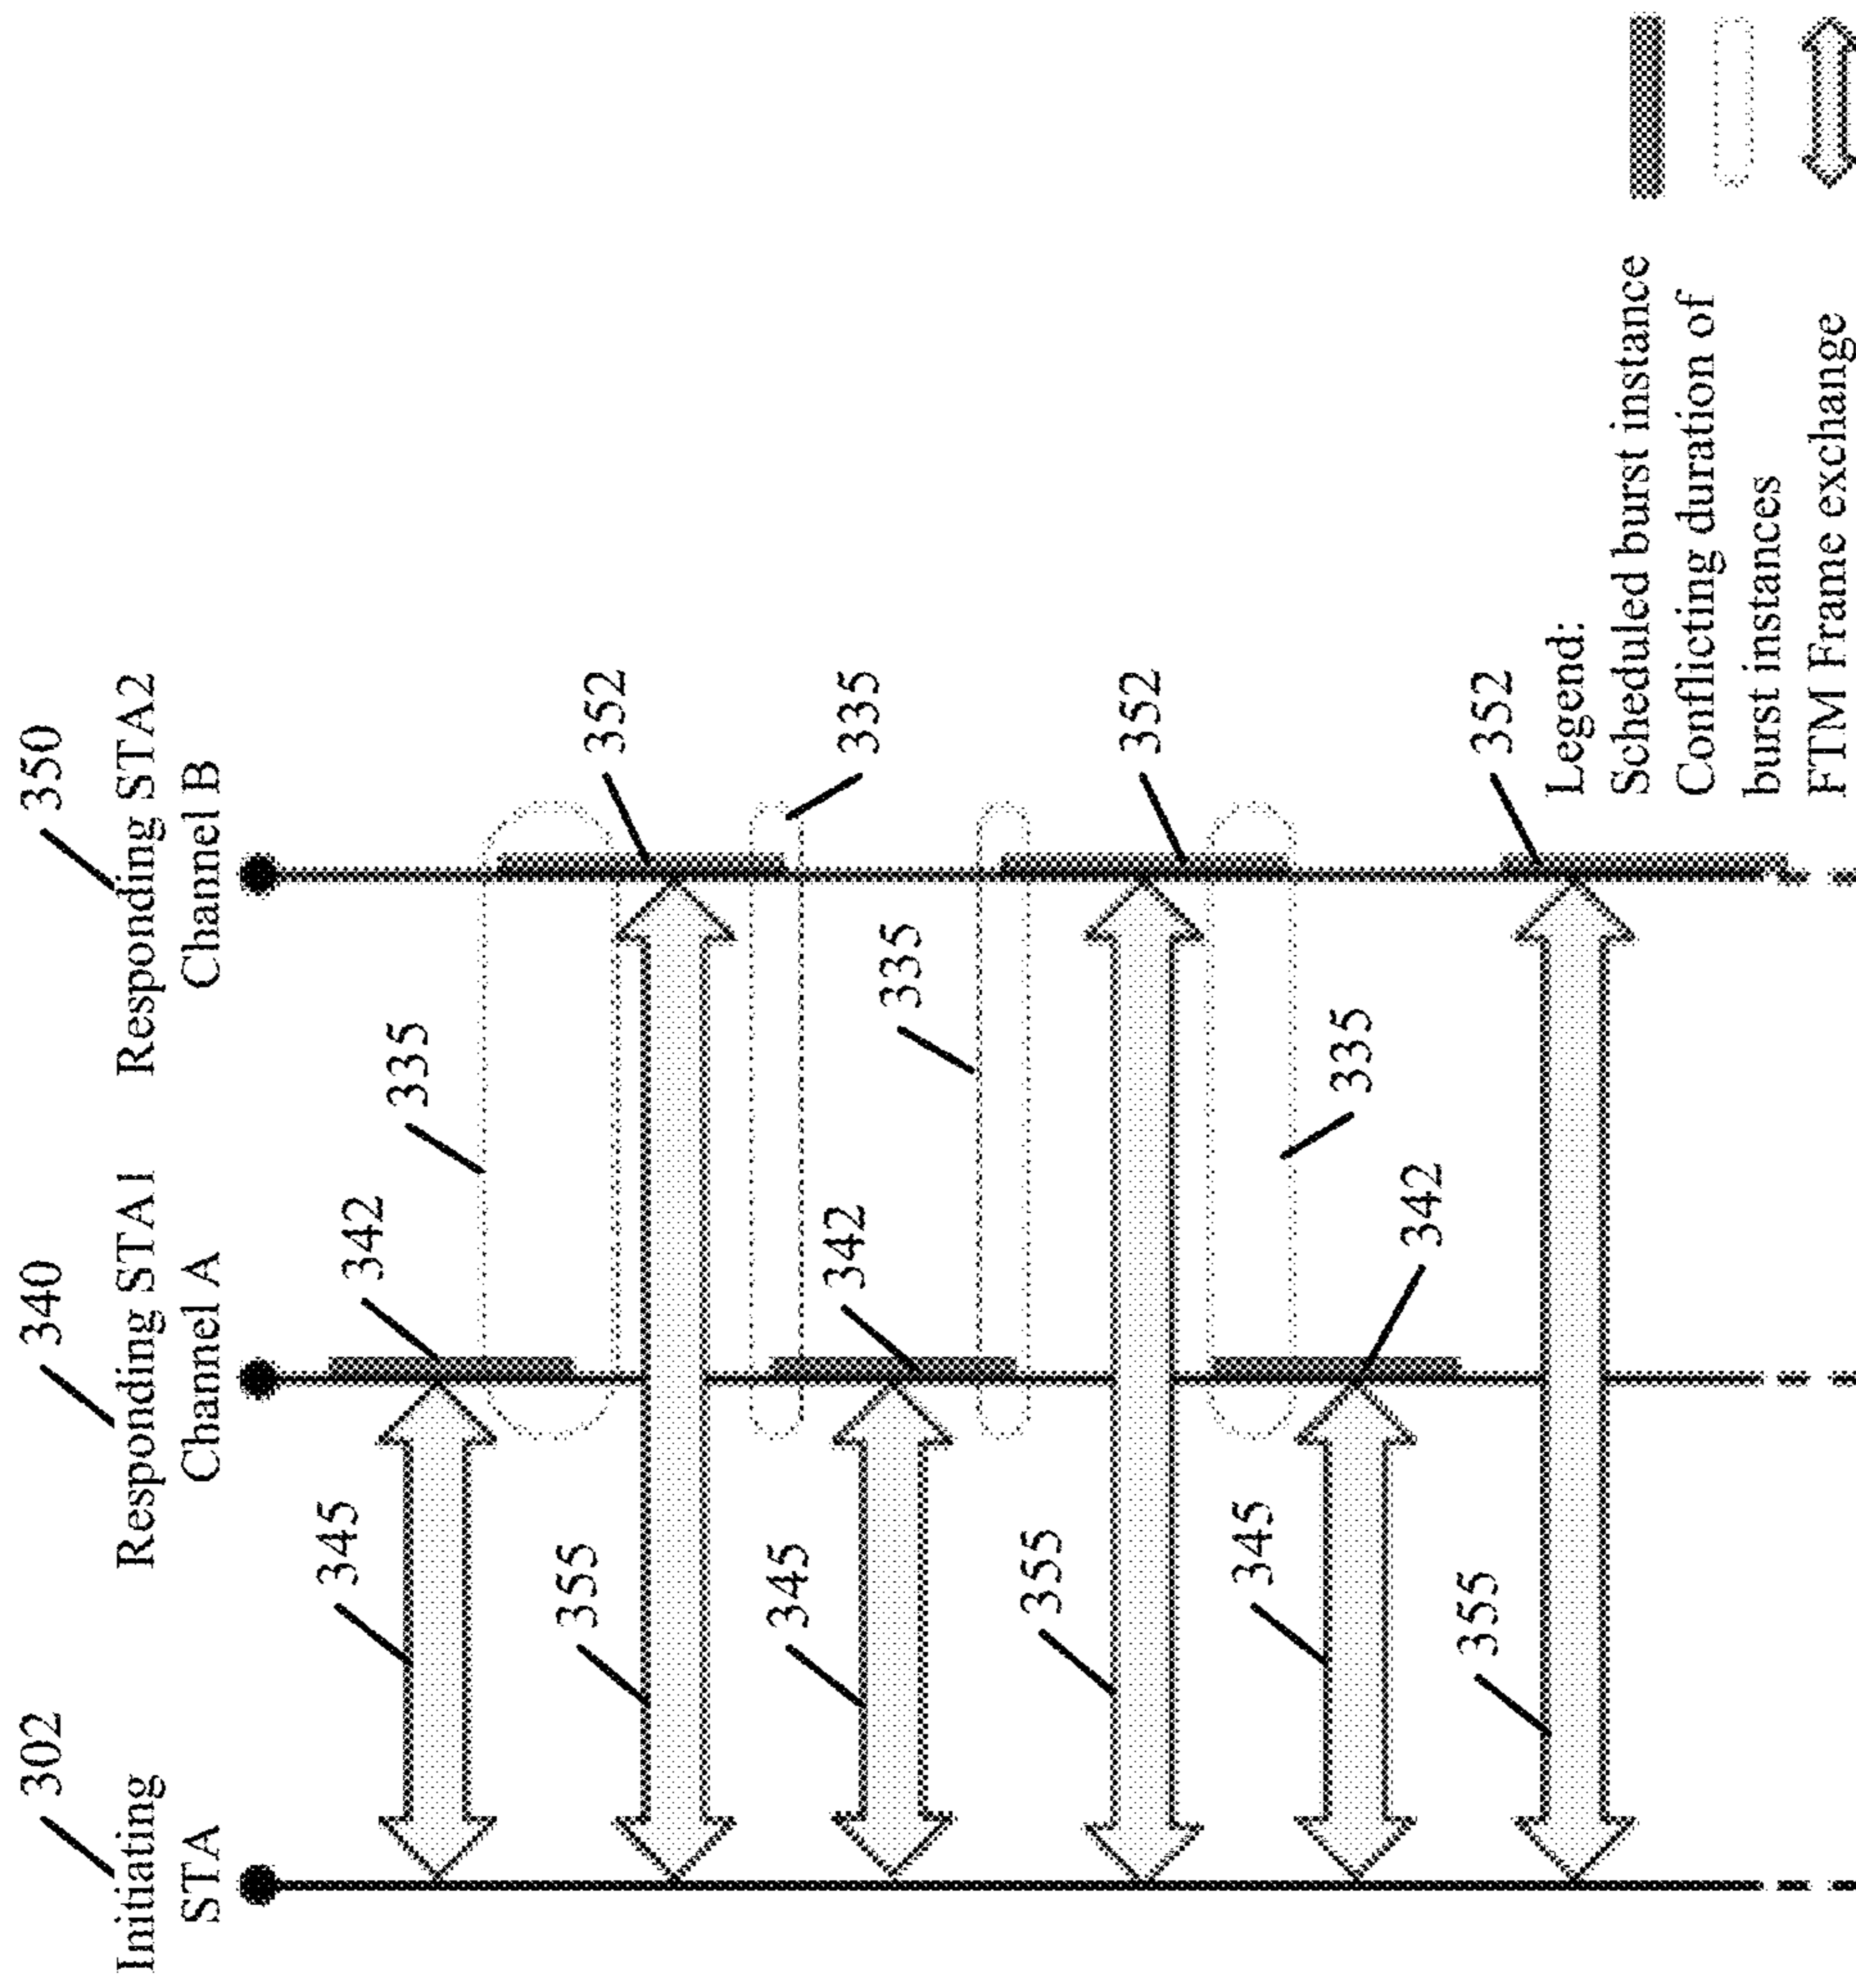 302
340
350
Initiating
STA
Responding STA1
Channel A
Responding STA2
Channel B
345
342
335
355
352
345
342
335
335
355
352
345
335
342
355
352
Legend:
Scheduled burst instance
Conflicting duration of
burst instances
FTM Frame exchange